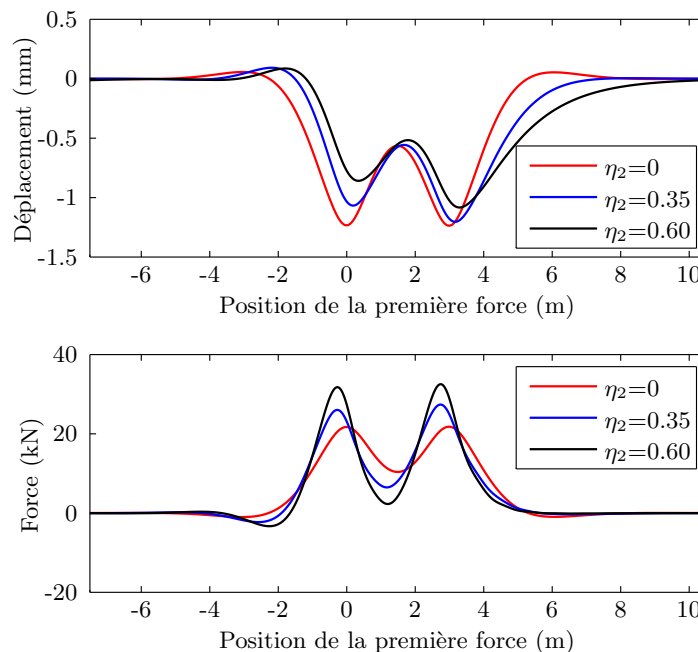 0.5
0
-0.5
-1
-1.5
Déplacement (mm)
η₂=0
η₂=0.35
η₂=0.60
-6 -4 -2 0 2 4 6 8 10
Position de la première force (m)
40
20
0
-20
Force (kN)
η₂=0
η₂=0.35
η₂=0.60
-6 -4 -2 0 2 4 6 8 10
Position de la première force (m)